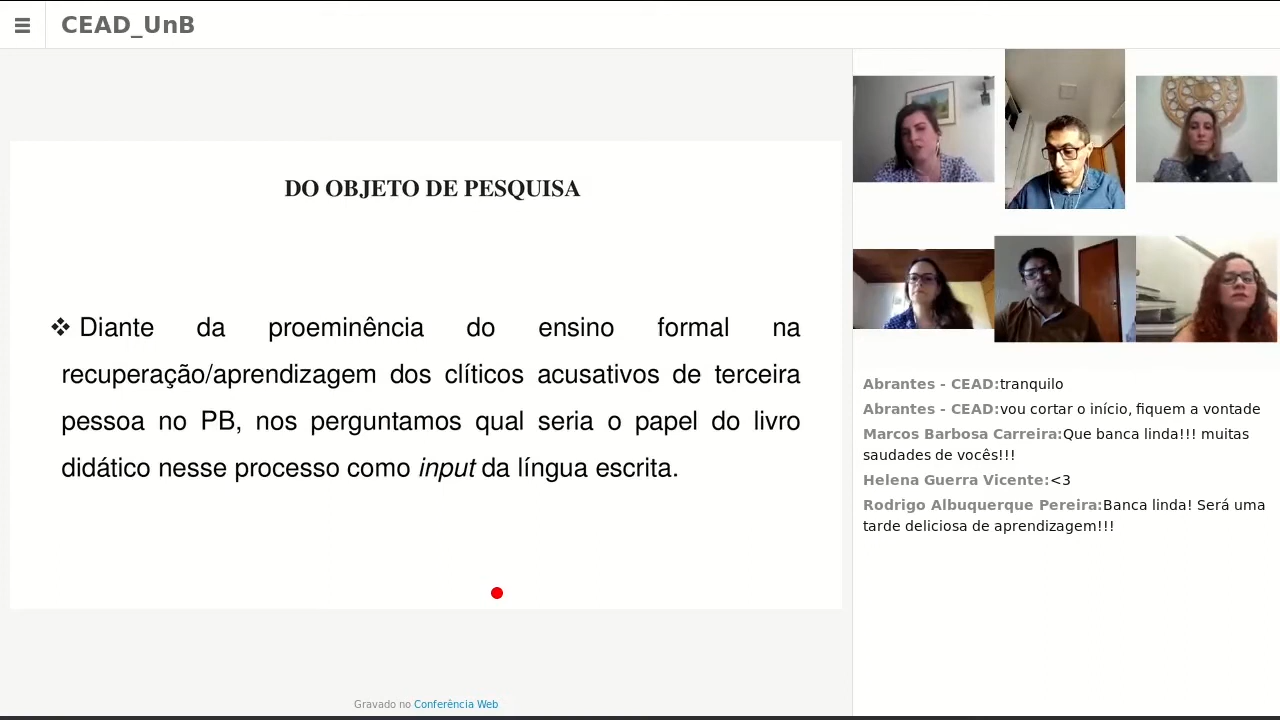 CEAD_UnB
DO OBJETO DE PESQUISA
❖ Diante da proeminência do ensino formal na
recuperação/aprendizagem dos clíticos acusativos de terceira
pessoa no PB, nos perguntamos qual seria o papel do livro
didático nesse processo como input da língua escrita.
Gravado no Conferência Web
Abrantes - CEAD:tranquilo
Abrantes - CEAD:vou cortar o início, fiquem a vontade
Marcos Barbosa Carreira:Que banca linda!!! muitas
saudades de vocês!!!
Helena Guerra Vicente:<3
Rodrigo Albuquerque Pereira:Banca linda! Será uma
tarde deliciosa de aprendizagem!!!